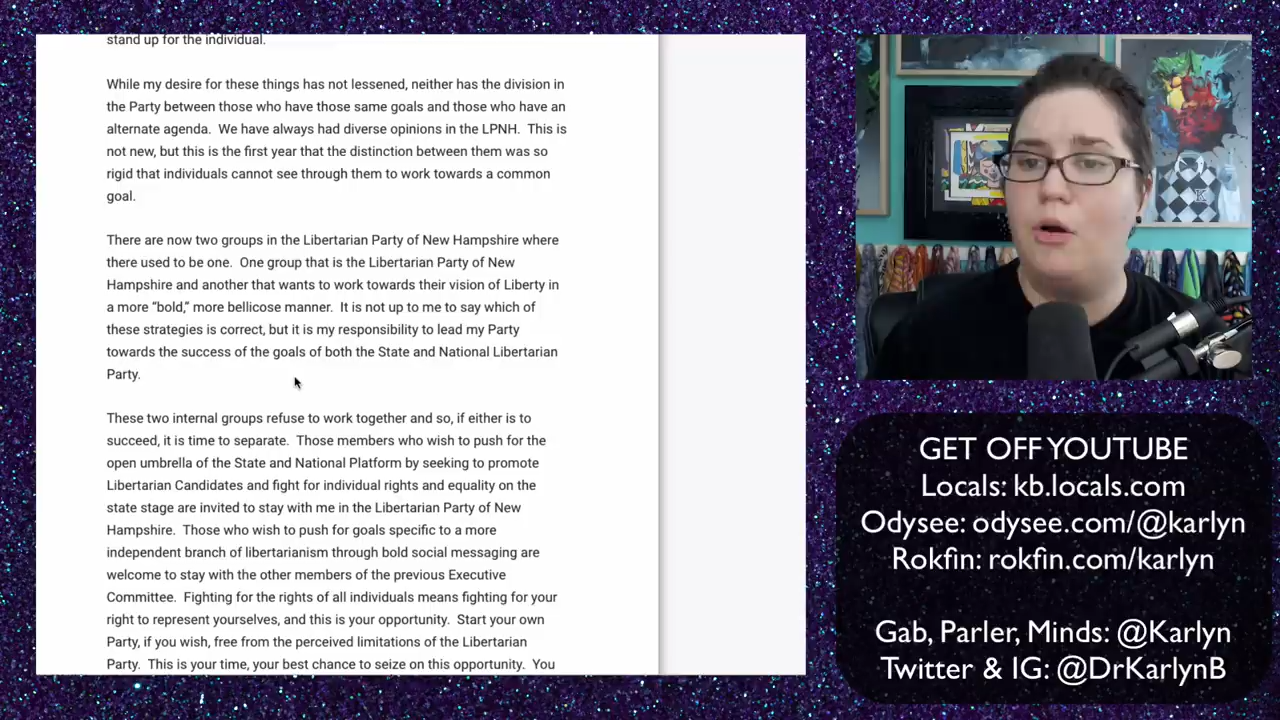 stand up for the individual.
While my desire for these things has not lessened, neither has the division in
the Party between those who have those same goals and those who have an
alternate agenda.  We have always had diverse opinions in the LPNH.  This is
not new, but this is the first year that the distinction between them was so
rigid that individuals cannot see through them to work towards a common
goal.
There are now two groups in the Libertarian Party of New Hampshire where
there used to be one.  One group that is the Libertarian Party of New
Hampshire and another that wants to work towards their vision of Liberty in
a more “bold,” more bellicose manner.  It is not up to me to say which of
these strategies is correct, but it is my responsibility to lead my Party
towards the success of the goals of both the State and National Libertarian
Party.
These two internal groups refuse to work together and so, if either is to
succeed, it is time to separate.  Those members who wish to push for the
open umbrella of the State and National Platform by seeking to promote
Libertarian Candidates and fight for individual rights and equality on the
state stage are invited to stay with me in the Libertarian Party of New
Hampshire.  Those who wish to push for goals specific to a more
independent branch of libertarianism through bold social messaging are
welcome to stay with the other members of the previous Executive
Committee.  Fighting for the rights of all individuals means fighting for your
right to represent yourselves, and this is your opportunity.  Start your own
Party, if you wish, free from the perceived limitations of the Libertarian
Party.  This is your time, your best chance to seize on this opportunity.  You
GET OFF YOUTUBE
Locals: kb.locals.com
Odysee: odysee.com/@karlyn
Rokfin: rokfin.com/karlyn
Gab, Parler, Minds: @Karlyn
Twitter & IG: @DrKarlynB